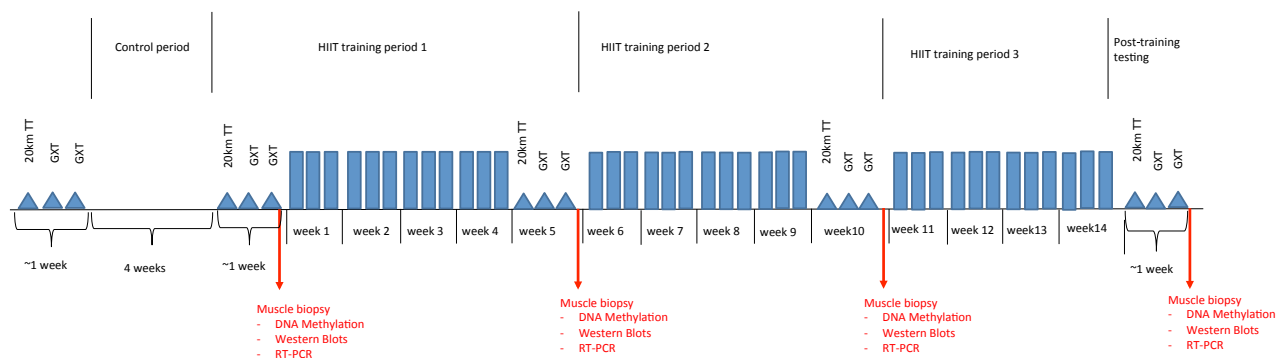 Control period
HIIT training period 1
HIIT training period 2
HIIT training period 3
Post-training
testing
20km TT
GXT
GXT
20km TT
GXT
GXT
20km TT
GXT
GXT
20km TT
GXT
GXT
20km TT
GXT
GXT
week 1
week 2
week 3
week 4
week 5
week 6
week 7
week 8
week 9
week10
week 11
week 12
week13
week14
~1 week
4 weeks
~1 week
~1 week
Muscle biopsy
- DNA Methylation
- Western Blots
- RT-PCR
Muscle biopsy
- DNA Methylation
- Western Blots
- RT-PCR
Muscle biopsy
- DNA Methylation
- Western Blots
- RT-PCR
Muscle biopsy
- DNA Methylation
- Western Blots
- RT-PCR